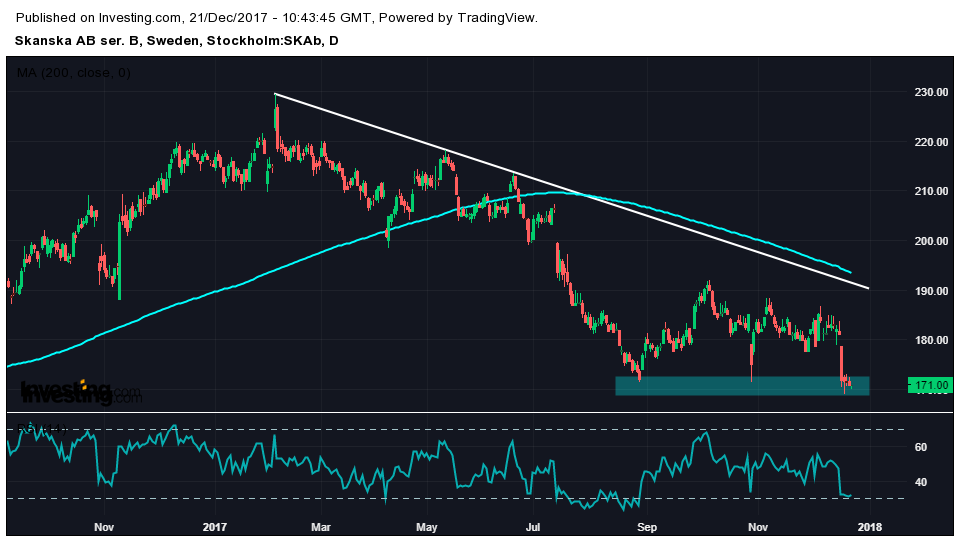 Published on Investing.com, 21/Dec/2017 - 10:43:45 GMT, Powered by TradingView.
Skanska AB ser. B, Sweden, Stockholm:SKAb, D
MA (200, close, 0)
230.00
220.00
210.00
200.00
190.00
180.00
171.00
Investing.com
Investing.com
60
40
Nov
2017
Mar
May
Jul
Sep
Nov
2018